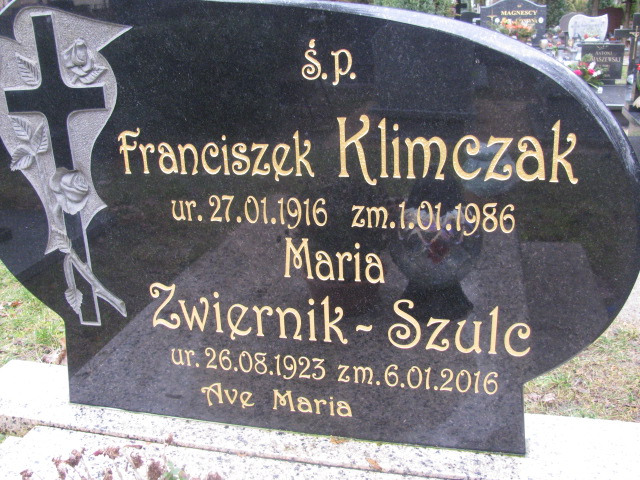 MAGNESCY
Ś.P.
Franciszek Klimczak
ur. 27.01.1916 zm.1.01.1986
Maria
Zwiernik - Szulc
ur. 26.08.1923 zm.6.01.2016
Ave Maria